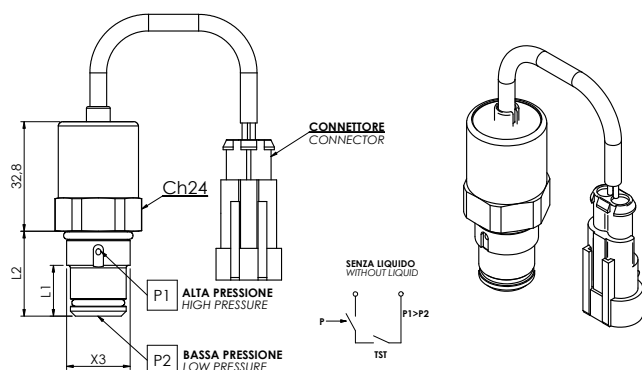 CONNETTORE
CONNECTOR
32,8
Ch24
L2
L1
P1 ALTA PRESSIONE
HIGH PRESSURE
X3
P2 BASSA PRESSIONE
LOW PRESSURE
SENZA LIQUIDO
WITHOUT LIQUID
P
P1>P2
TST